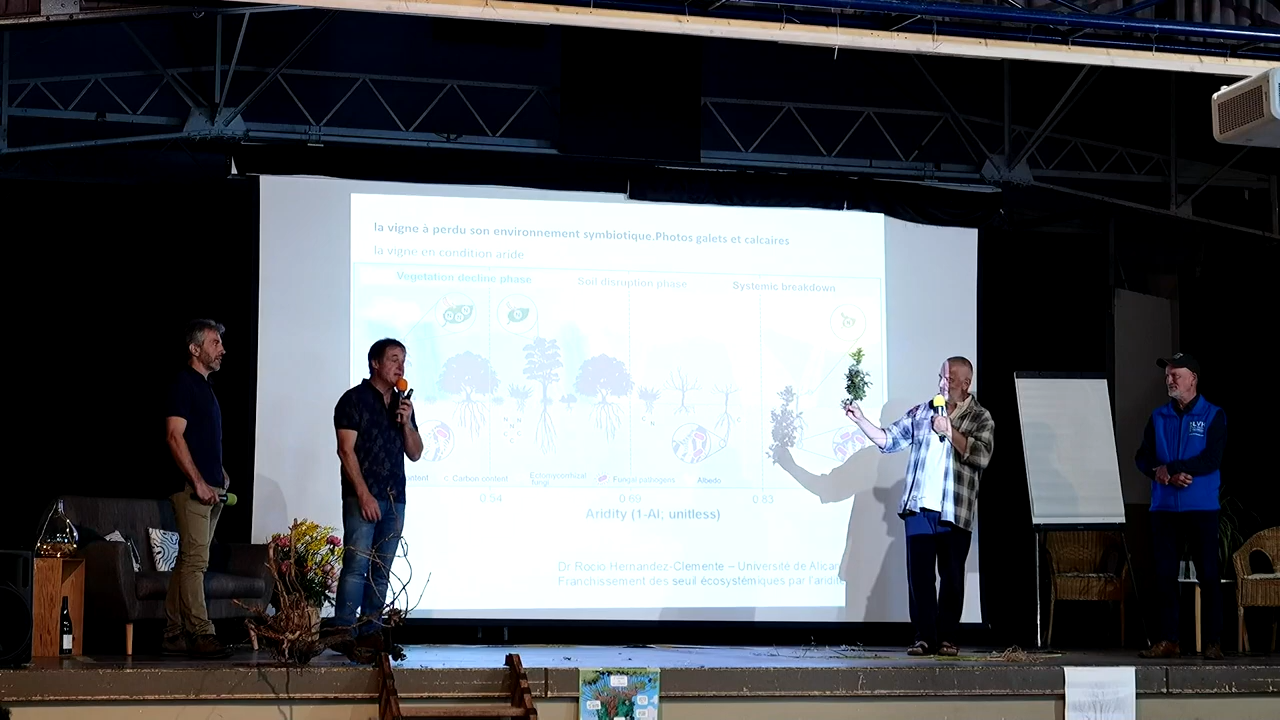 la vigne à perdu son environnement symbiotique.Photos galets et calcaires
la vigne en condition aride
Vegetation decline phase Soil disruption phase Systemic breakdown
C Carbon content Ectomycorrhizal fungi Fungal pathogens Albedo
0.54 0.69 0.83
Aridity (1-AI; unitless)
Dr Rocio Hernandez-Clemente – Université de
Franchissement des seuil écosystémiques par l'aridité
LVH